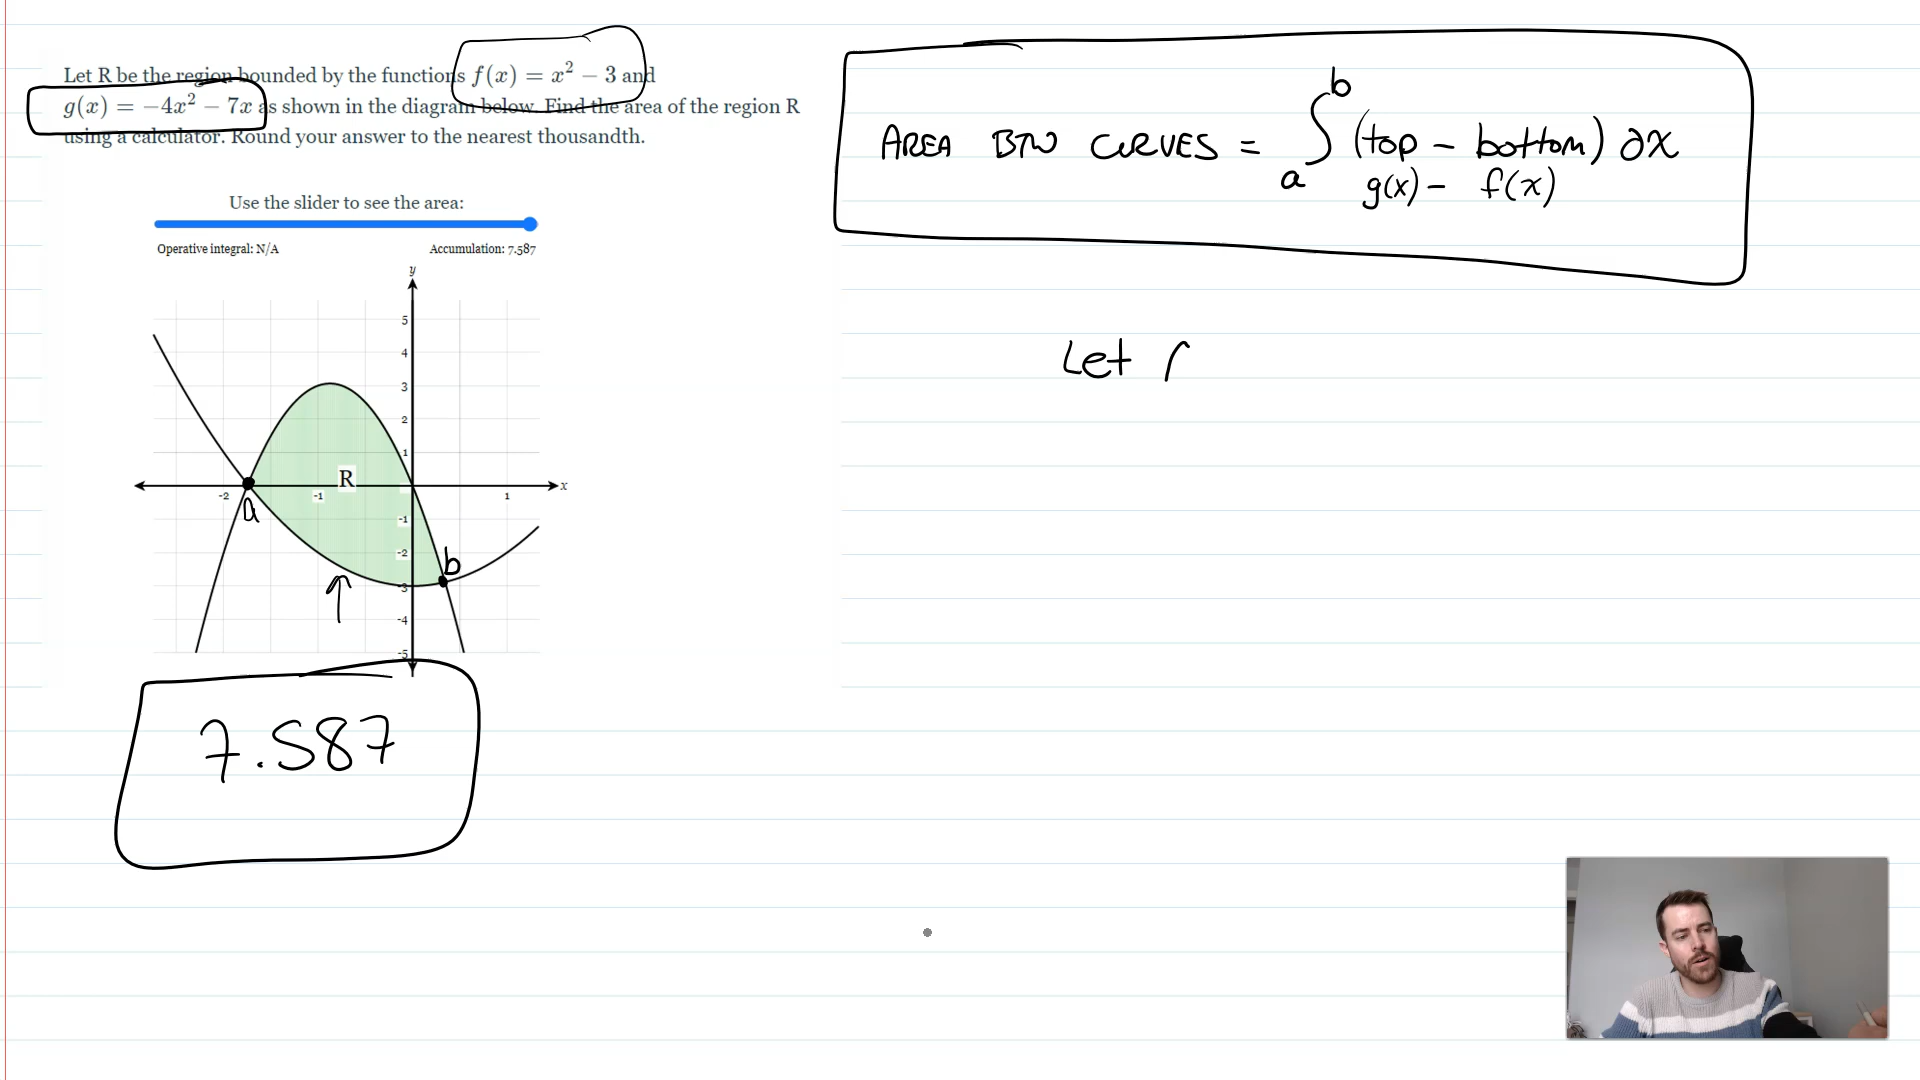 Let R be the region bounded by the functions f(x) = x² − 3 and
g(x) = −4x² − 7x as shown in the diagram below. Find the area of the region R
using a calculator. Round your answer to the nearest thousandth.
Use the slider to see the area:
Operative integral: N/A
Accumulation: 7.587
y
5
4
3
2
1
R
x
-2
-1
1
a
-1
-2
b
-3
-4
-5
7.587
AREA BTW CURVES = ∫ₐᵇ (top − bottom) ∂x
g(x) − f(x)
Let f